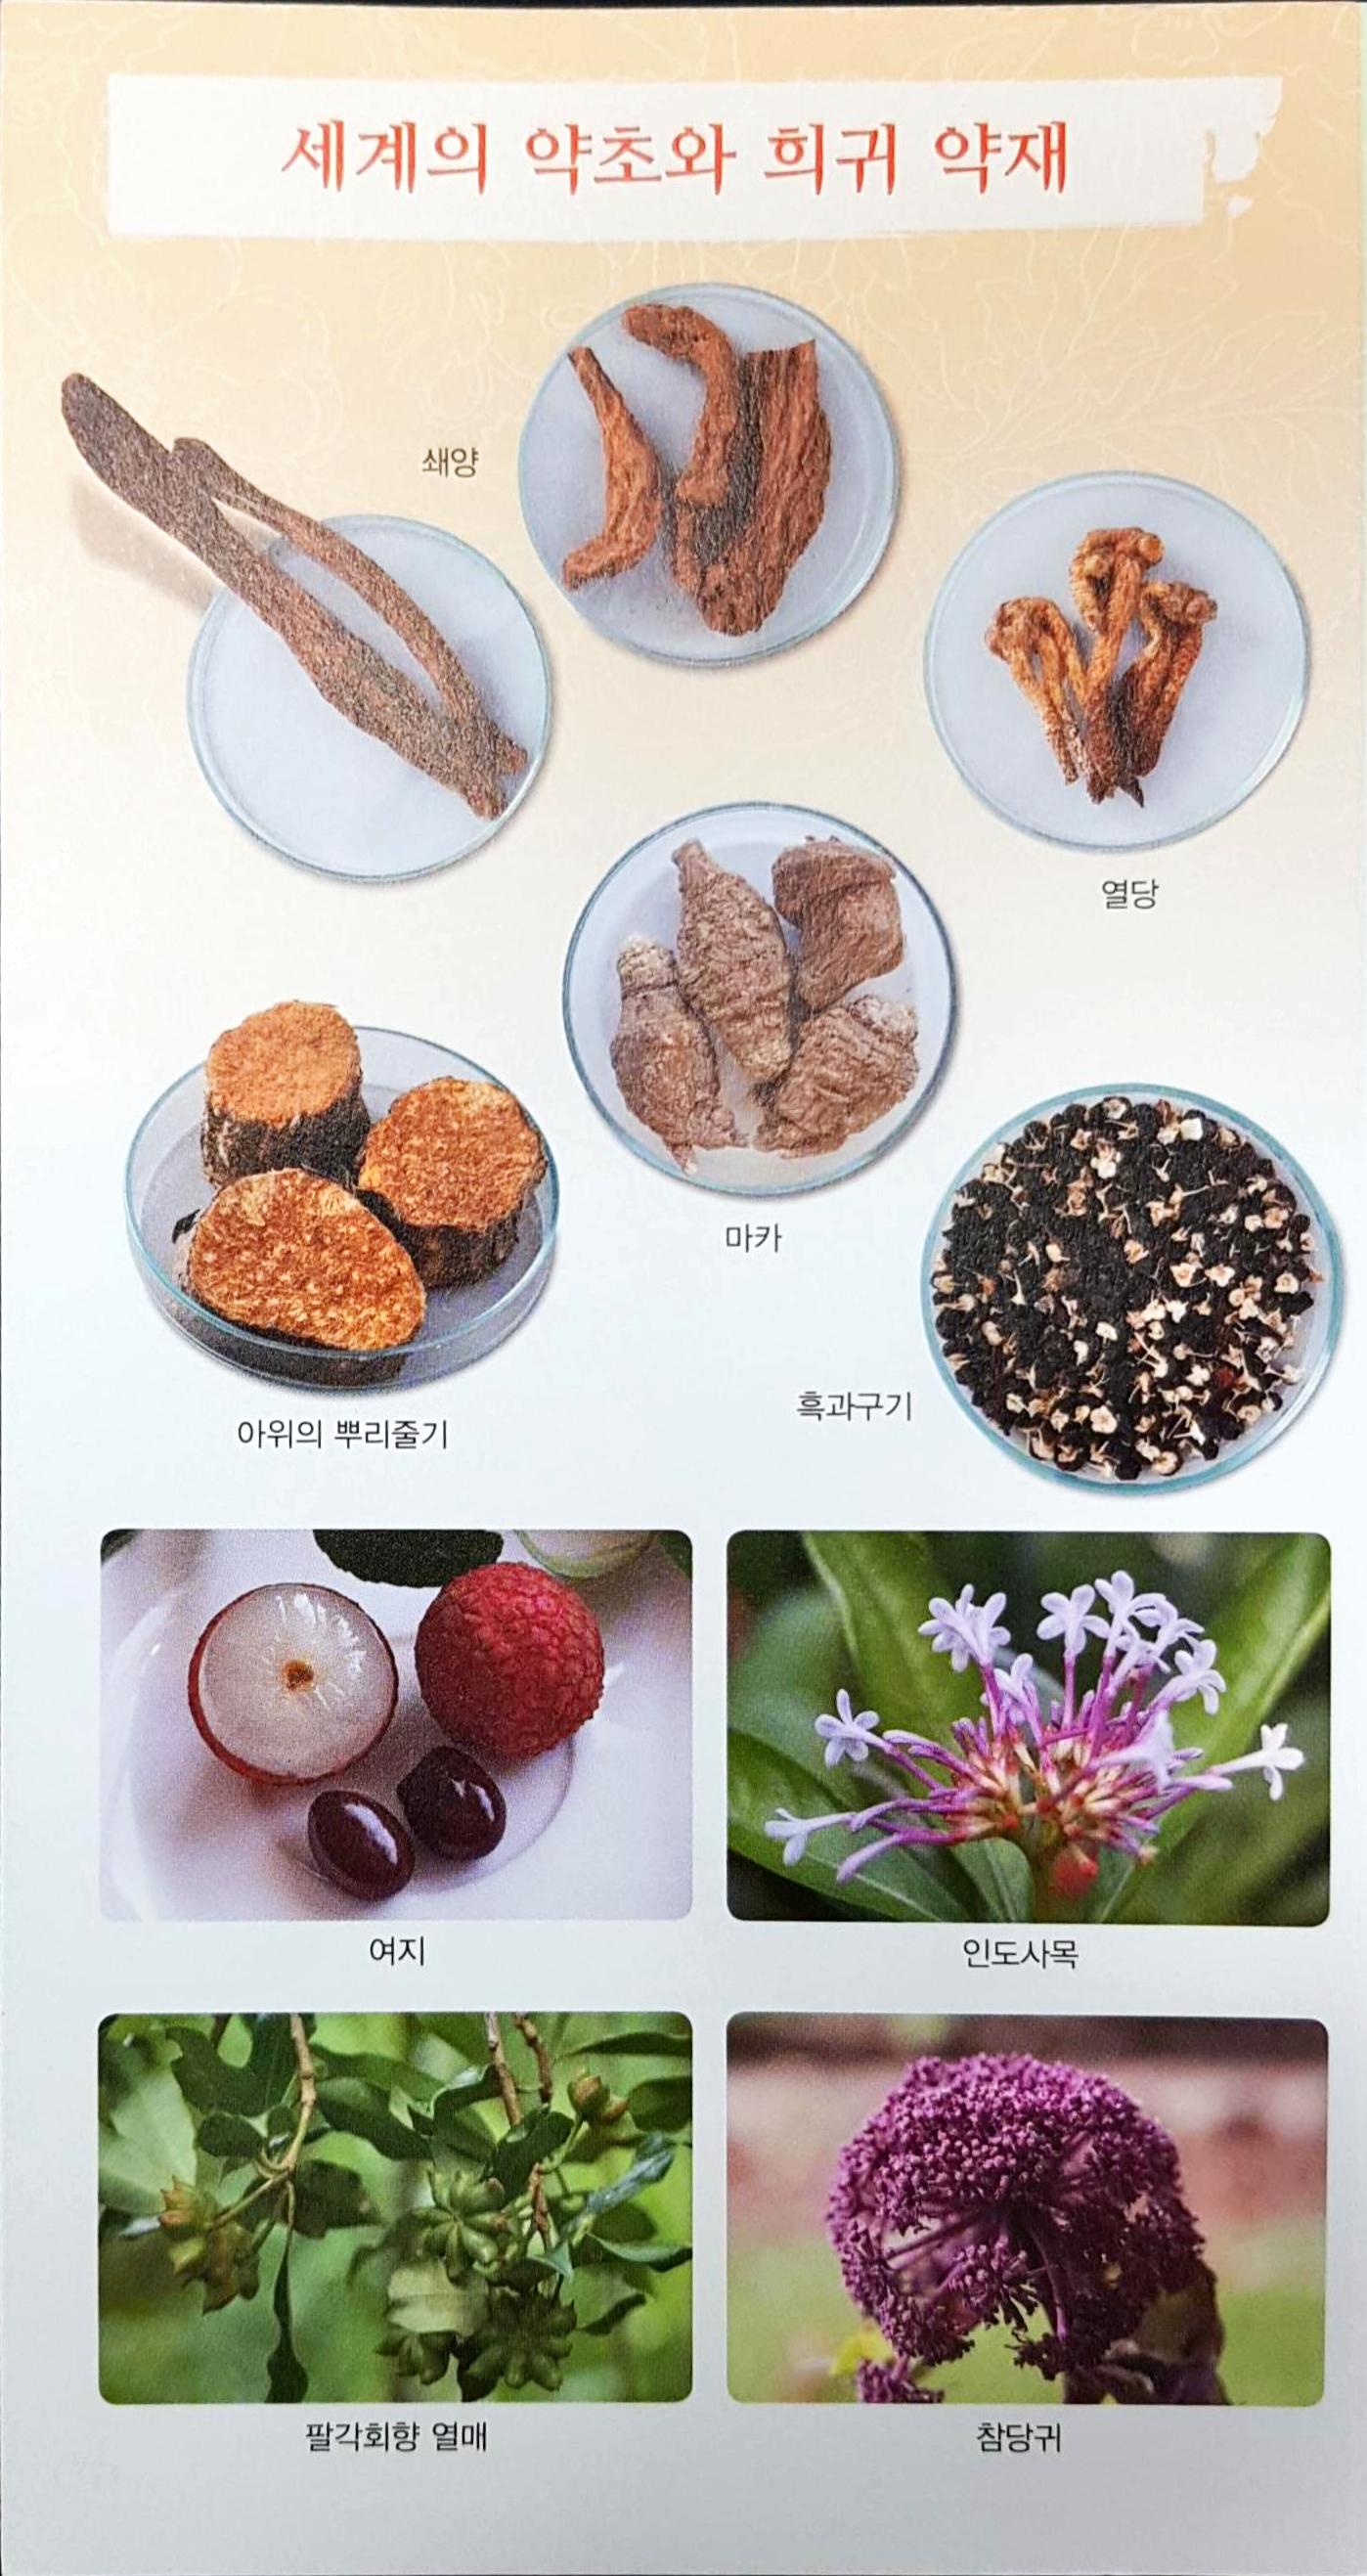 세계의 약초와 희귀 약재
쇄양
열당
마카
흑과구기
아위의 뿌리줄기
여지
인도사목
팔각회향 열매
참당귀